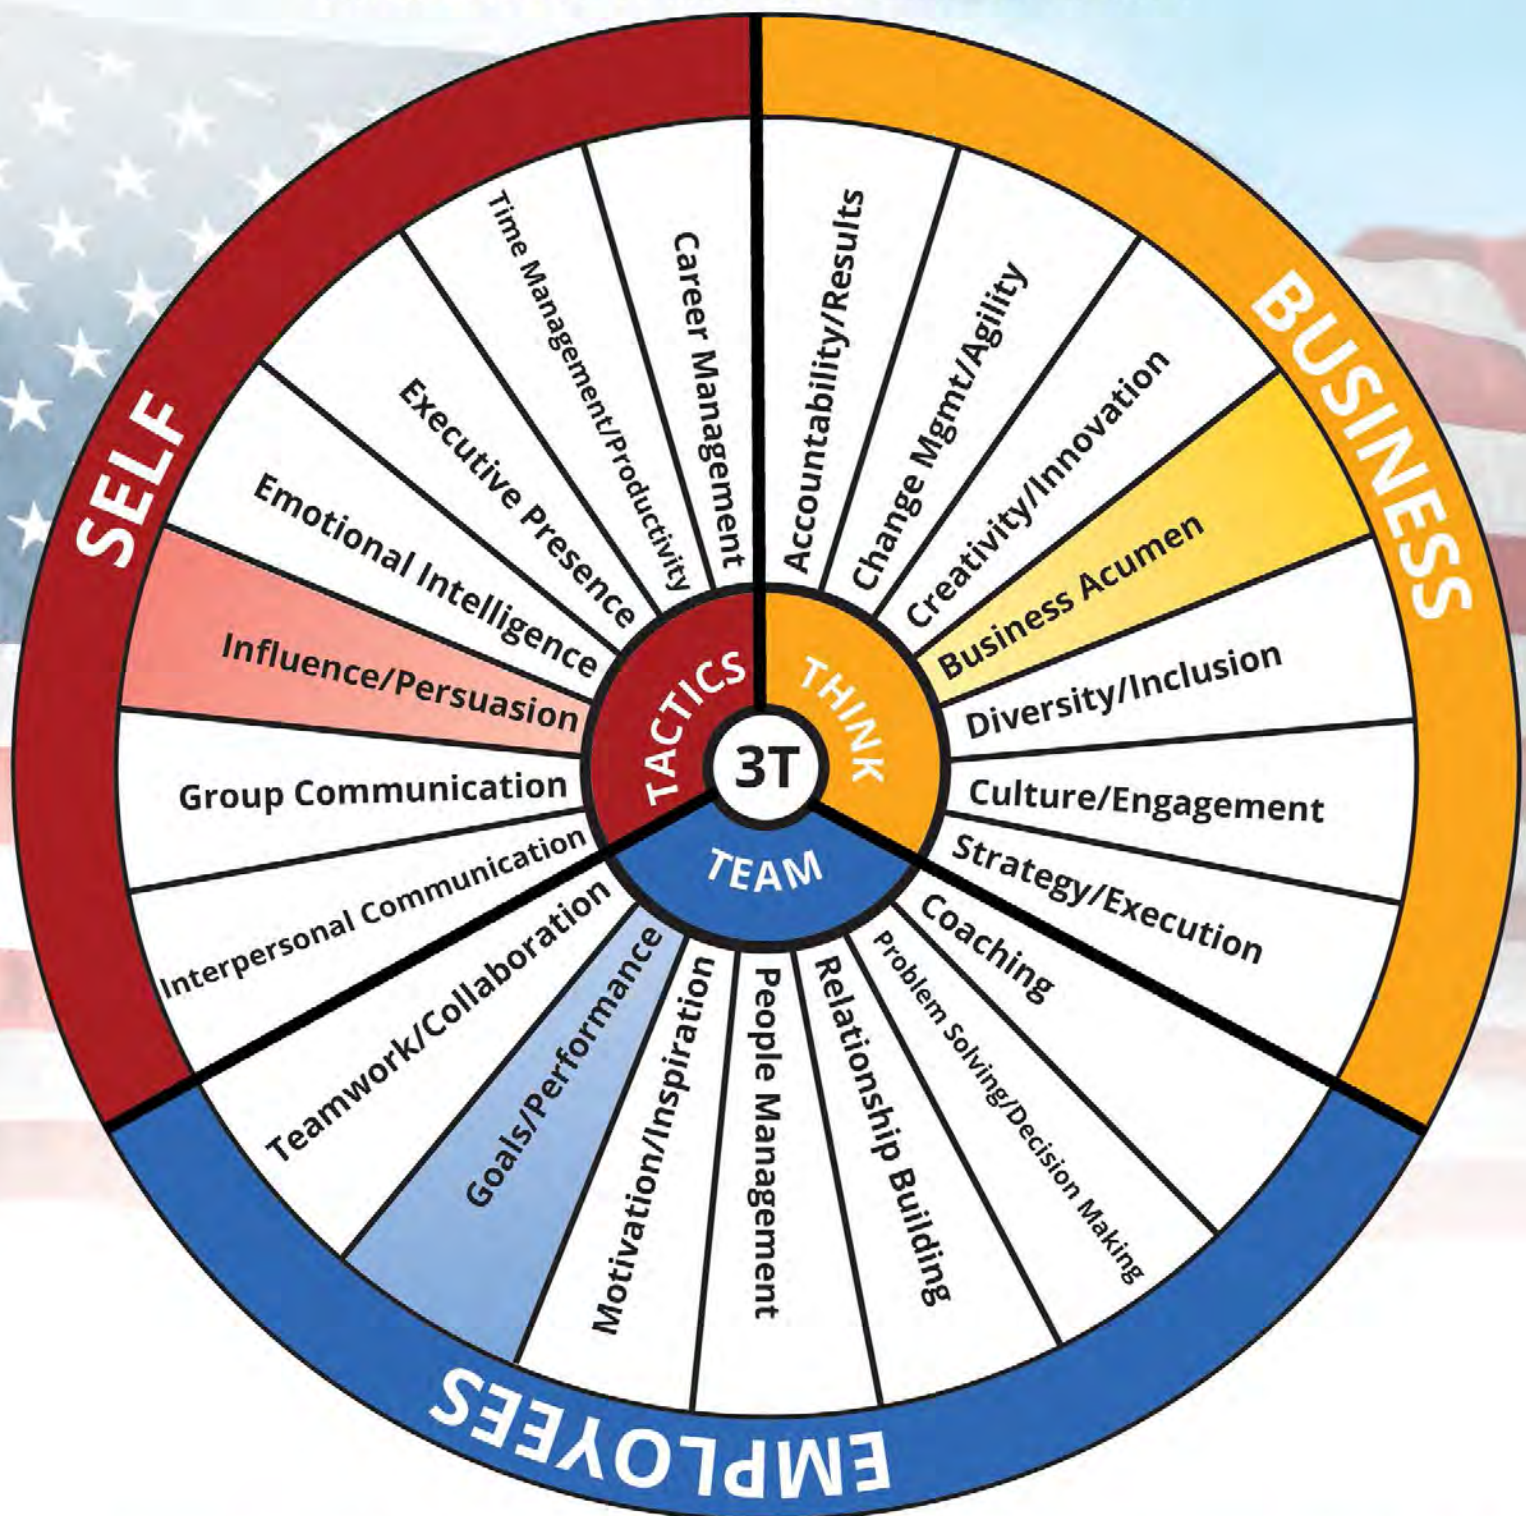 BUSINESS
Accountability/Results
Change Mgmt/Agility
Creativity/Innovation
Business Acumen
Diversity/Inclusion
Culture/Engagement
Strategy/Execution
EMPLOYEES
Coaching
Problem Solving/Decision Making
Relationship Building
People Management
Motivation/Inspiration
Goals/Performance
Teamwork/Collaboration
SELF
Interpersonal Communication
Group Communication
Influence/Persuasion
Emotional Intelligence
Executive Presence
Time Management/Productivity
Career Management
TACTICS
THINK
TEAM
3T